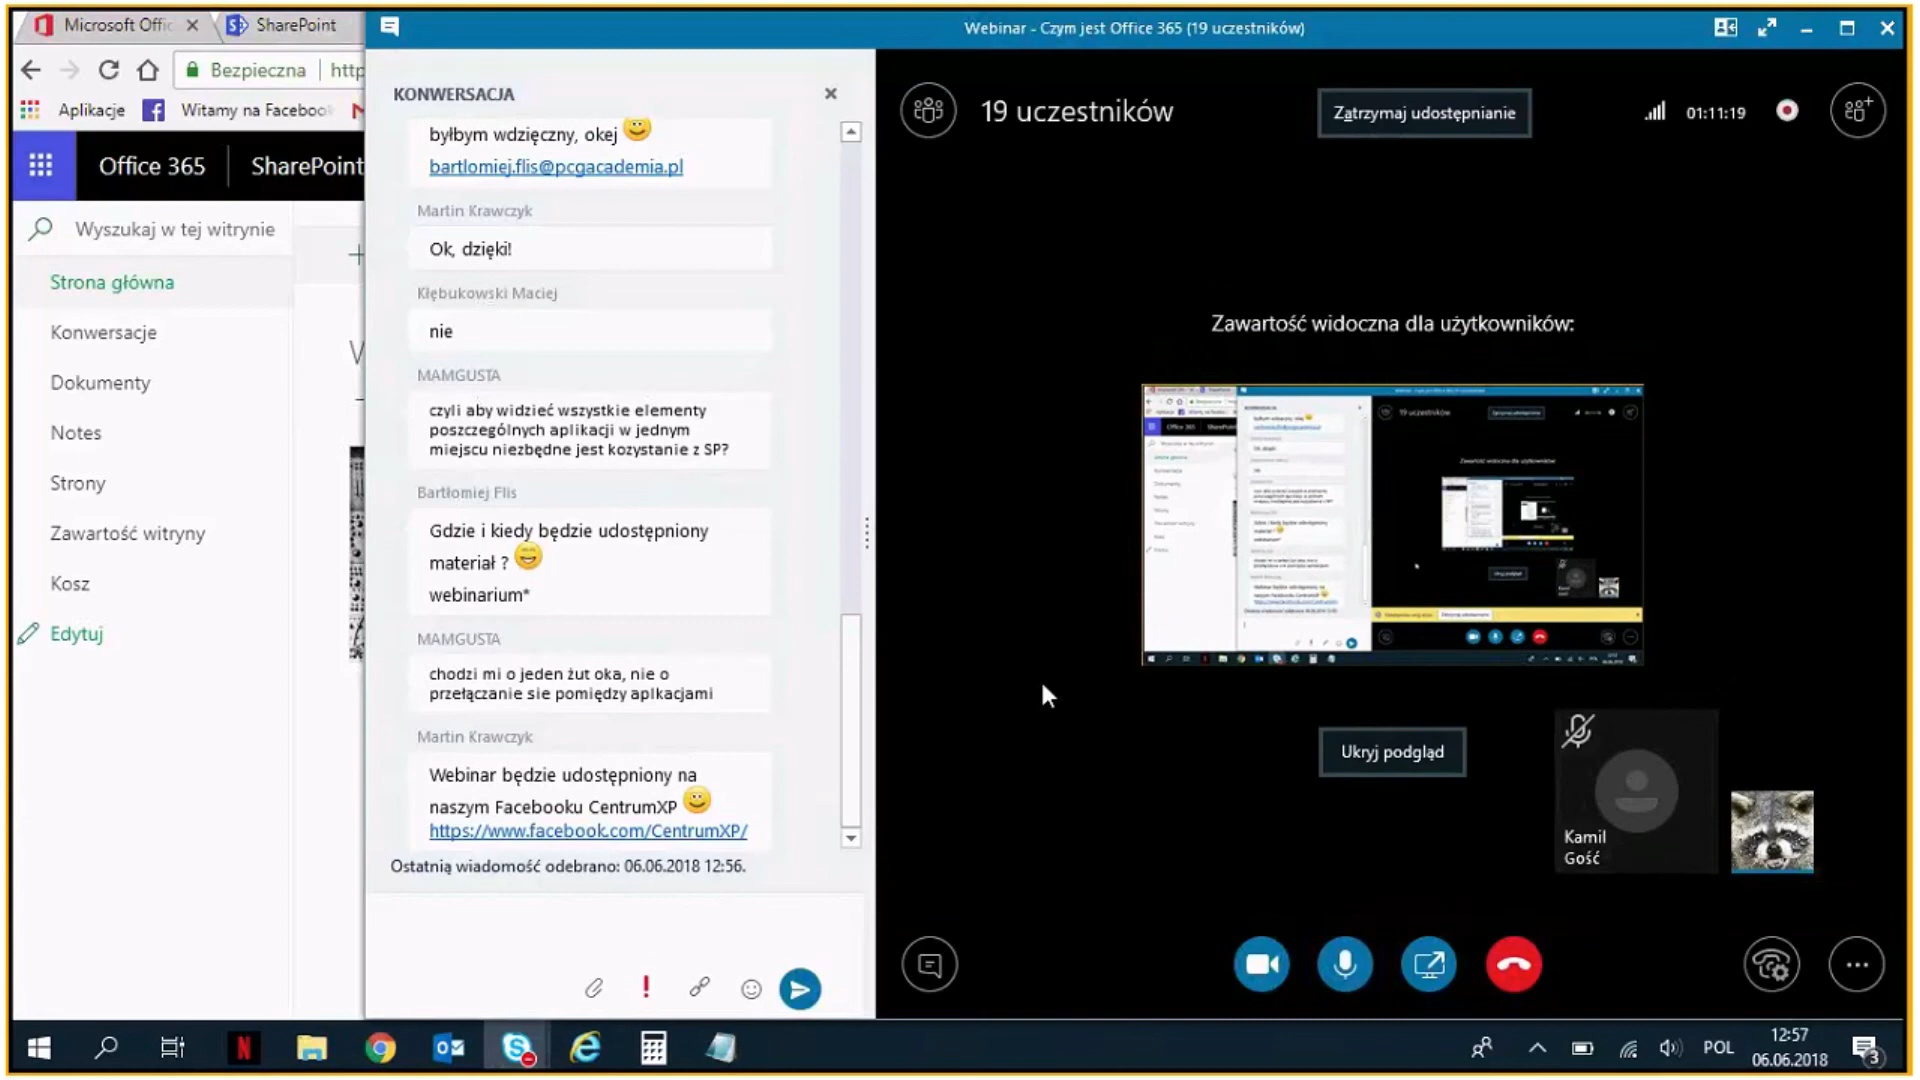 Microsoft Offic
SharePoint
Webinar - Czym jest Office 365 (19 uczestników)
Bezpieczna
http
Aplikacje
Witamy na Facebook
Office 365
SharePoint
Wyszukaj w tej witrynie
Strona główna
Konwersacje
Dokumenty
Notes
Strony
Zawartość witryny
Kosz
Edytuj
KONWERSACJA
byłbym wdzięczny, okej
bartlomiej.flis@pcgacademia.pl
Martin Krawczyk
Ok, dzięki!
Kłębukowski Maciej
nie
MAMGUSTA
czyli aby widzieć wszystkie elementy
poszczególnych aplikacji w jednym
miejscu niezbędne jest kozystanie z SP?
Bartłomiej Flis
Gdzie i kiedy będzie udostępniony
materiał ?
webinarium*
MAMGUSTA
chodzi mi o jeden żut oka, nie o
przełączanie sie pomiędzy aplkacjami
Martin Krawczyk
Webinar będzie udostępniony na
naszym Facebooku CentrumXP
https://www.facebook.com/CentrumXP/
Ostatnią wiadomość odebrano: 06.06.2018 12:56.
19 uczestników
Zatrzymaj udostępnianie
01:11:19
Zawartość widoczna dla użytkowników:
19 uczestników
Ukryj podgląd
Kamil
Gość
POL
12:57
06.06.2018
3